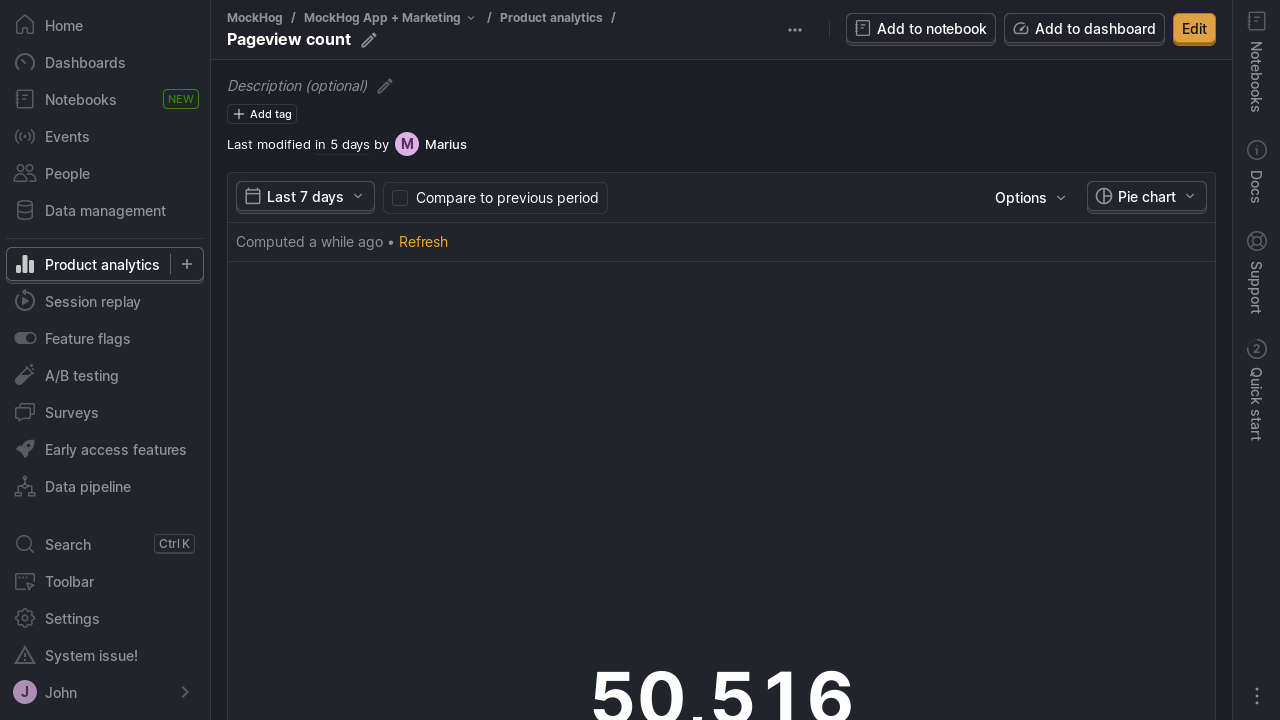 Home
Dashboards
Notebooks NEW
Events
People
Data management
Product analytics
Session replay
Feature flags
A/B testing
Surveys
Early access features
Data pipeline
Search Ctrl K
Toolbar
Settings
System issue!
J John
MockHog / MockHog App + Marketing / Product analytics /
Pageview count
Add to notebook
Add to dashboard
Edit
Description (optional)
Add tag
Last modified in 5 days by M Marius
Last 7 days
Compare to previous period
Options
Pie chart
Computed a while ago • Refresh
50,516
Notebooks
Docs
Support
2
Quick start